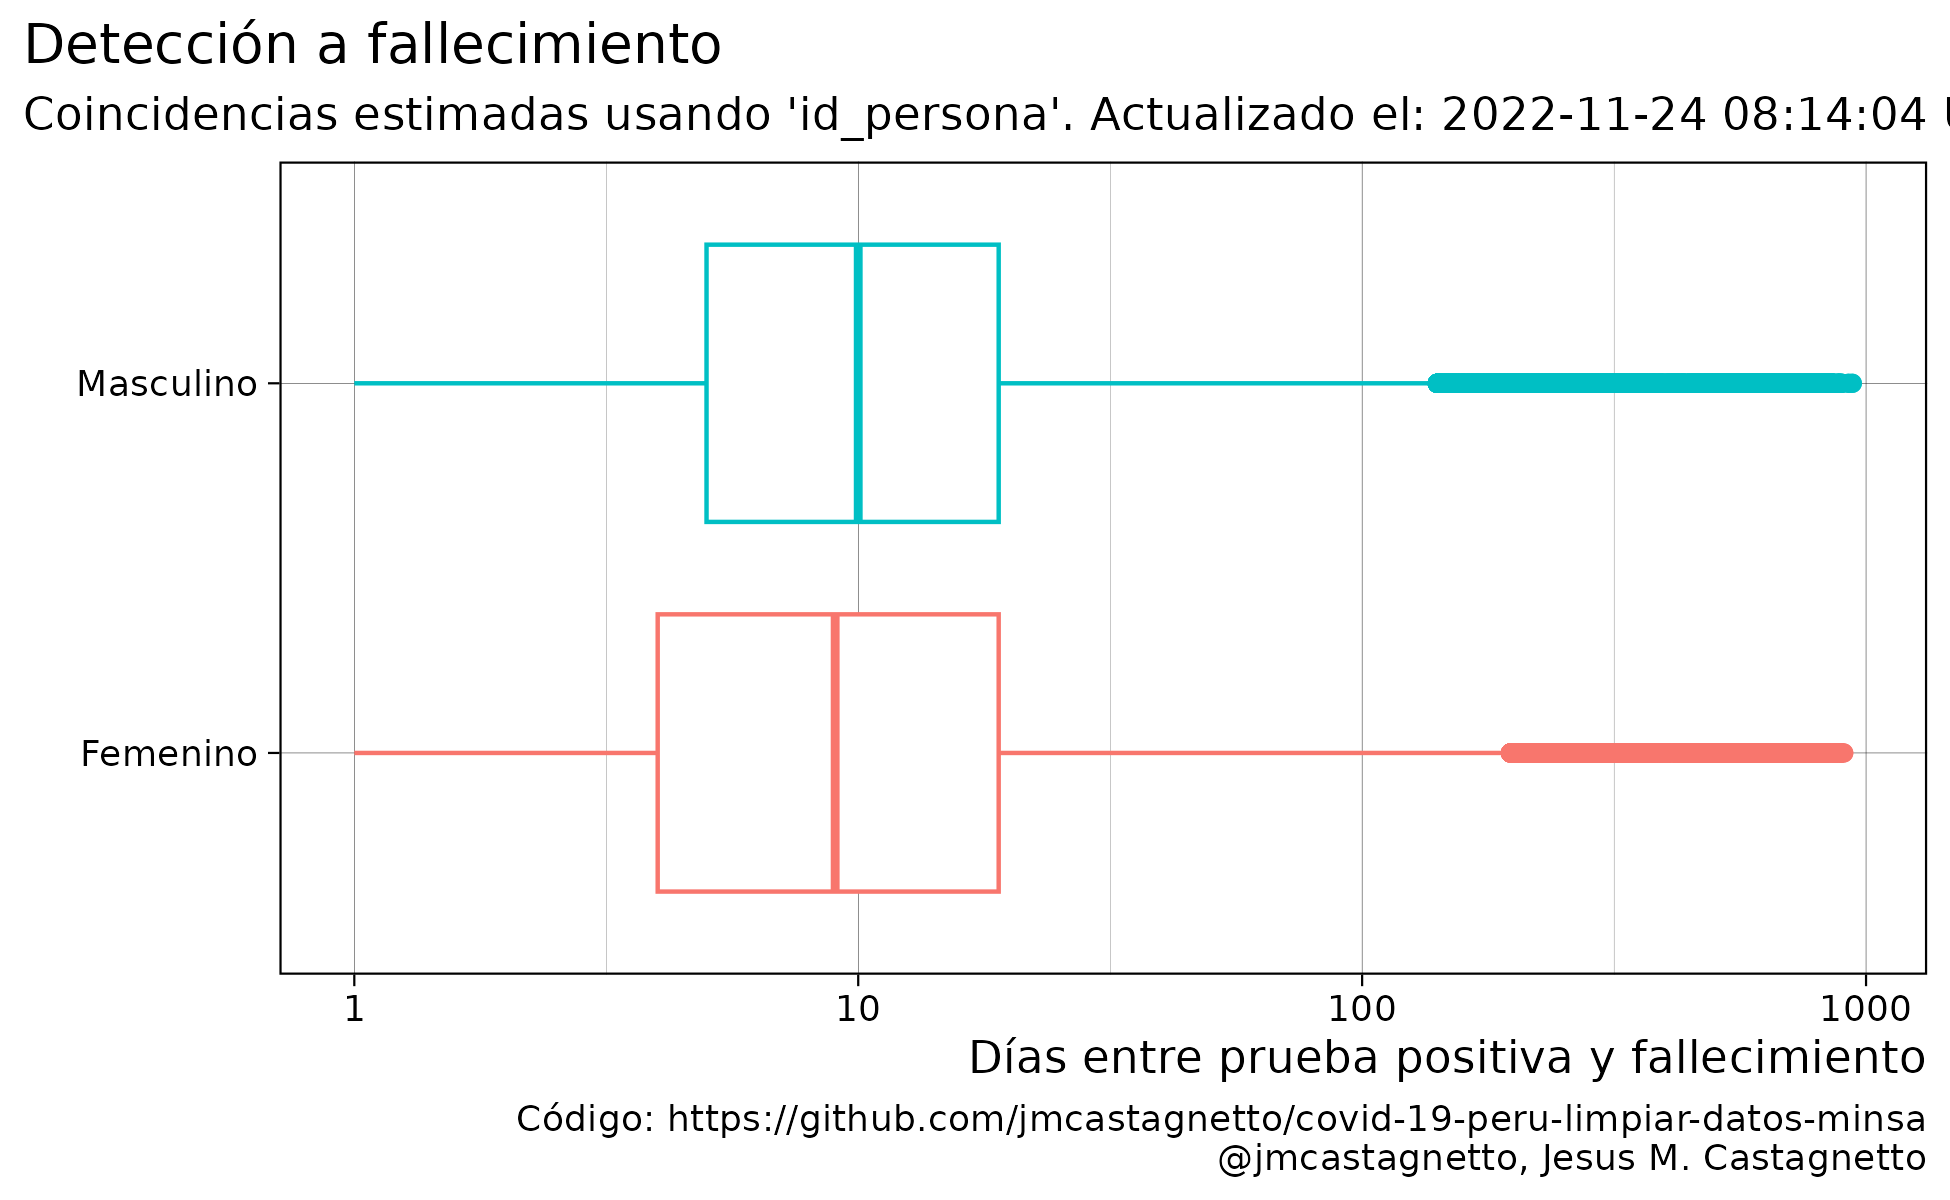 Detección a fallecimiento
Coincidencias estimadas usando 'id_persona'. Actualizado el: 2022-11-24 08:14:04
Masculino
Femenino
1 10 100 1000
Días entre prueba positiva y fallecimiento
Código: https://github.com/jmcastagnetto/covid-19-peru-limpiar-datos-minsa
@jmcastagnetto, Jesus M. Castagnetto